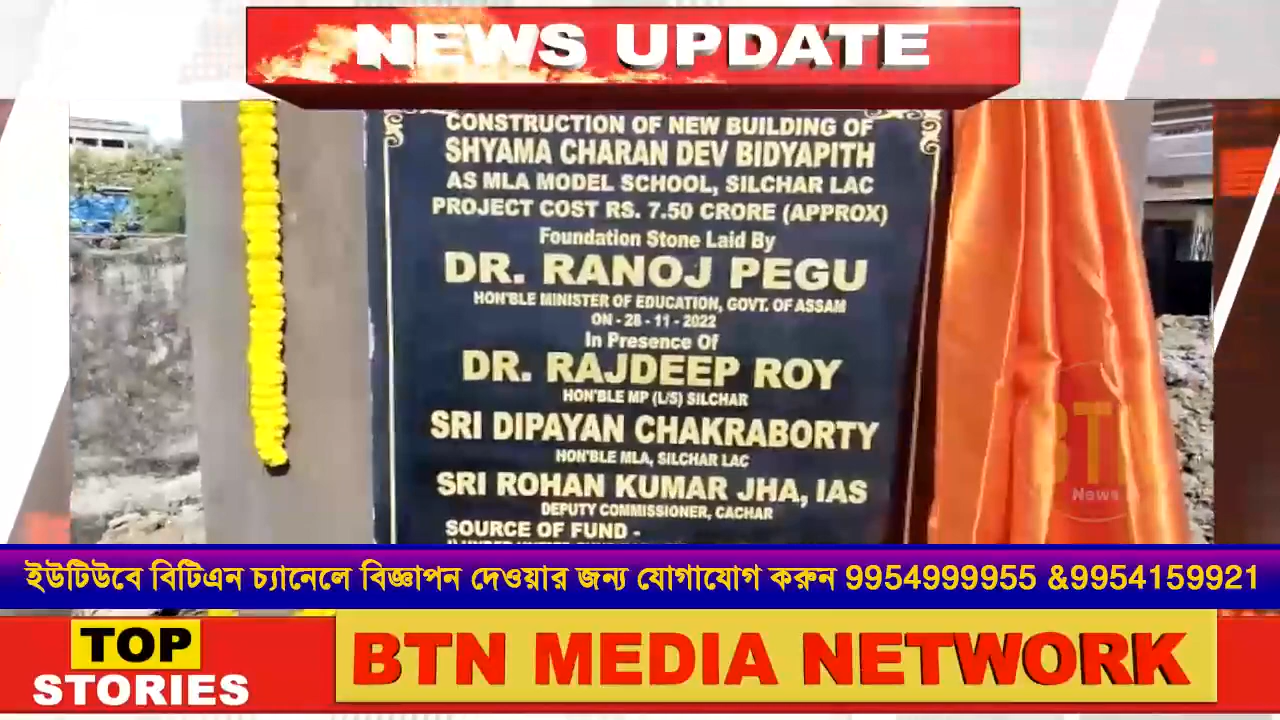 NEWS UPDATE
CONSTRUCTION OF NEW BUILDING OF
SHYAMA CHARAN DEV BIDYAPITH
AS MLA MODEL SCHOOL, SILCHAR LAC
PROJECT COST RS. 7.50 CRORE (APPROX)
Foundation Stone Laid By
DR. RANOJ PEGU
HON'BLE MINISTER OF EDUCATION, GOVT. OF ASSAM
ON - 28 - 11 - 2022
In Presence Of
DR. RAJDEEP ROY
HON'BLE MP (L/S) SILCHAR
SRI DIPAYAN CHAKRABORTY
HON'BLE MLA, SILCHAR LAC
SRI ROHAN KUMAR JHA, IAS
DEPUTY COMMISSIONER, CACHAR
SOURCE OF FUND -
BTN
News
ইউটিউবে বিটিএন চ্যানেলে বিজ্ঞাপন দেওয়ার জন্য যোগাযোগ করুন 9954999955 &9954159921
TOP
STORIES
BTN MEDIA NETWORK